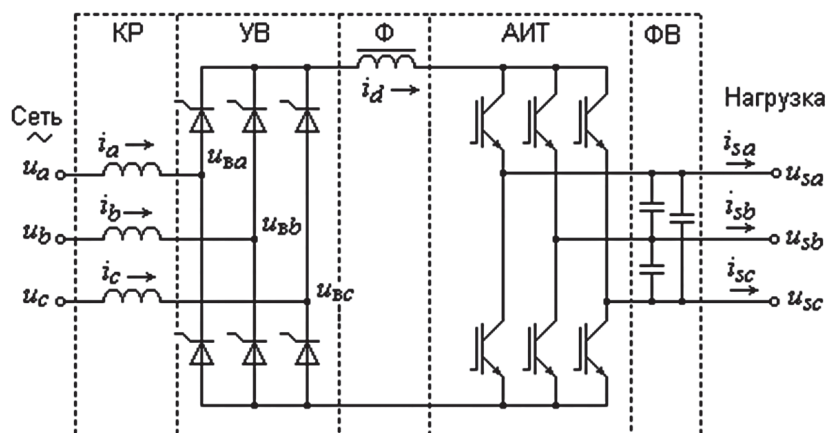 КР УВ Ф АИТ ФВ
Сеть
~
Нагрузка
i_d
i_a
u_a
u_вa
i_sa
u_sa
i_b
u_b
u_вb
i_sb
u_sb
i_c
u_c
u_вc
i_sc
u_sc